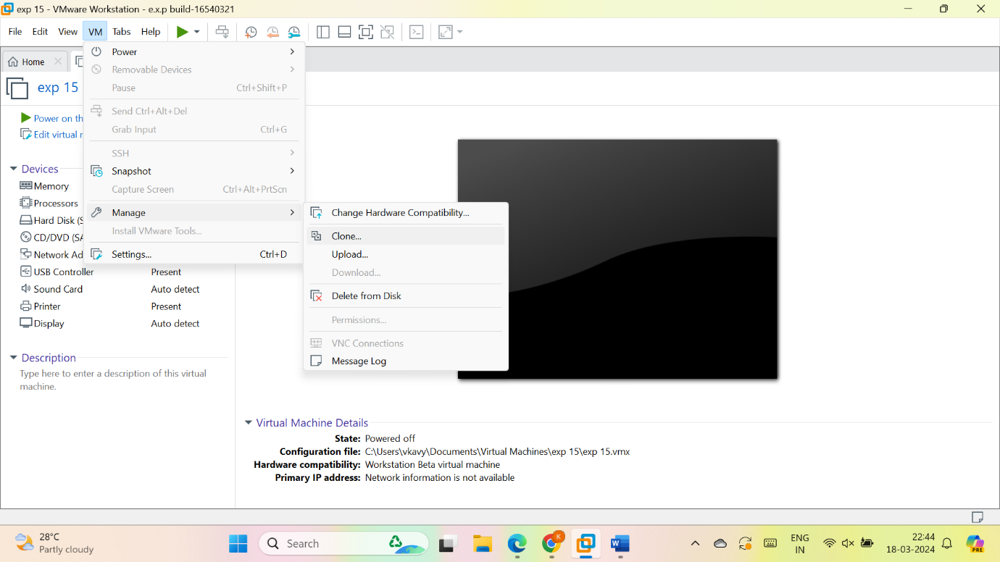 exp 15 - VMware Workstation - e.x.p build-16540321
File Edit View VM Tabs Help
Home
exp 15
Power on th
Edit virtual r
Devices
Memory
Processors
Hard Disk (S
CD/DVD (SA
Network Ad
USB Controller Present
Sound Card Auto detect
Printer Present
Display Auto detect
Description
Type here to enter a description of this virtual
machine.
Power
Removable Devices
Pause Ctrl+Shift+P
Send Ctrl+Alt+Del
Grab Input Ctrl+G
SSH
Snapshot
Capture Screen Ctrl+Alt+PrtScn
Manage
Install VMware Tools...
Settings... Ctrl+D
Change Hardware Compatibility...
Clone...
Upload...
Download...
Delete from Disk
Permissions...
VNC Connections
Message Log
Virtual Machine Details
State: Powered off
Configuration file: C:\Users\vkavy\Documents\Virtual Machines\exp 15\exp 15.vmx
Hardware compatibility: Workstation Beta virtual machine
Primary IP address: Network information is not available
28°C
Partly cloudy
Search
K
W
ENG
IN
22:44
18-03-2024
PRE